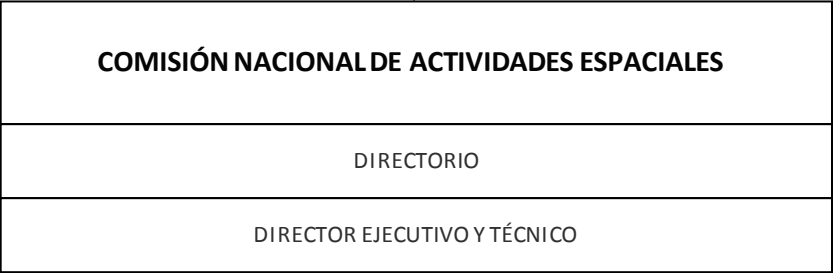 COMISIÓN NACIONAL DE ACTIVIDADES ESPACIALES
DIRECTORIO
DIRECTOR EJECUTIVO Y TÉCNICO